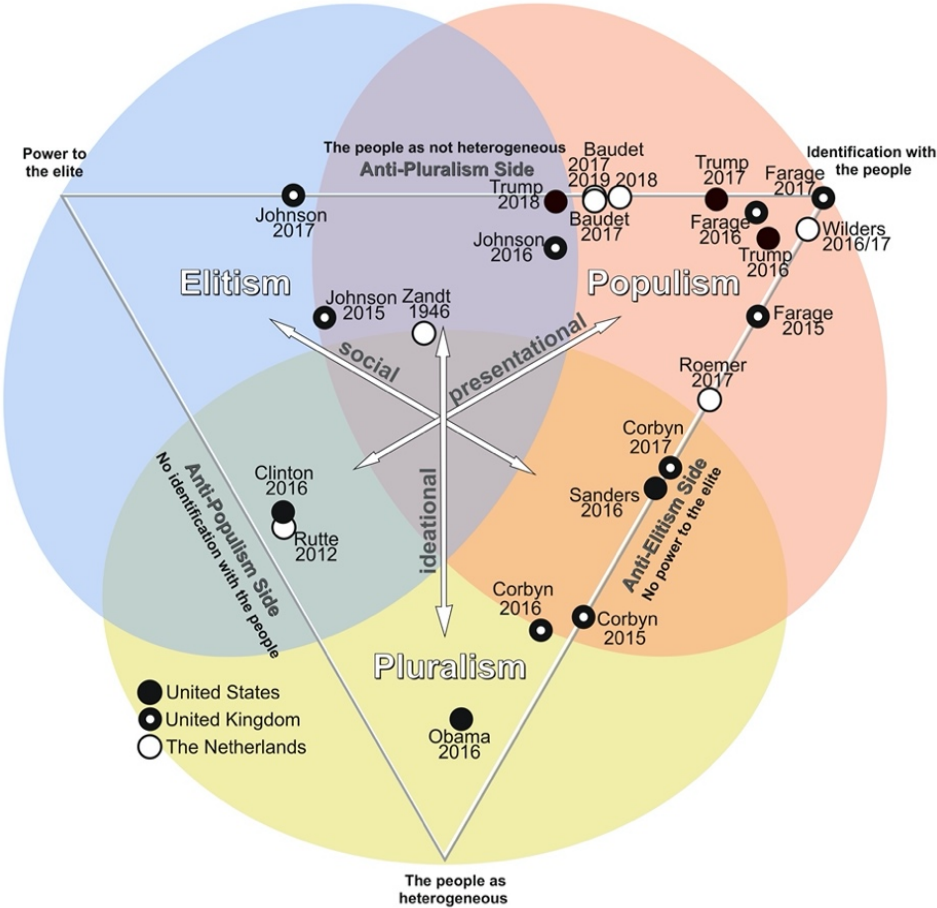 Power to
the elite
The people as not heterogeneous
Anti-Pluralism Side
Baudet
2017
2019 2018
Trump
2017
Identification with
the people
Farage
2017
Trump
2018
Baudet
2017
Johnson
2017
Johnson
2016
Farage
2016
Trump
2016
Wilders
2016/17
Elitism
Populism
Johnson
2015
Zandt
1946
Farage
2015
social
presentational
Roemer
2017
Corbyn
2017
Clinton
2016
Sanders
2016
Anti-Populism Side
No identification with the people
ideational
Anti-Elitism Side
No power to the elite
Rutte
2012
Corbyn
2016
Corbyn
2015
Pluralism
United States
United Kingdom
The Netherlands
Obama
2016
The people as
heterogeneous